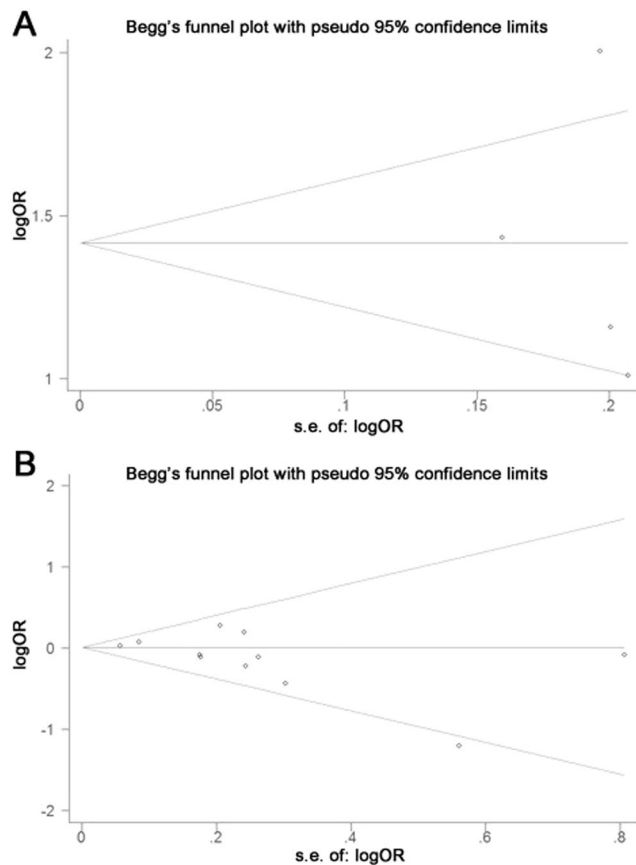 A
Begg's funnel plot with pseudo 95% confidence limits
2
1.5
1
logOR
0 .05 .1 .15 .2
s.e. of: logOR
B
Begg's funnel plot with pseudo 95% confidence limits
2
1
0
-1
-2
logOR
0 .2 .4 .6 .8
s.e. of: logOR